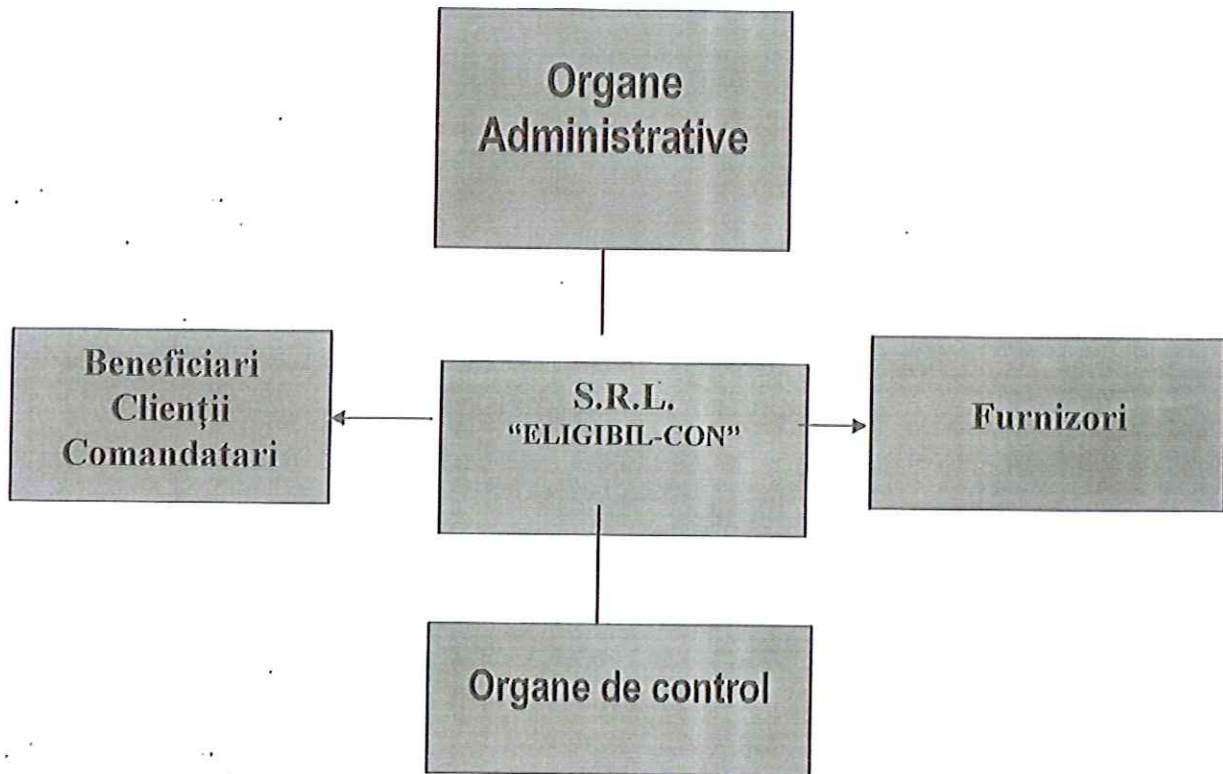 Organe
Administrative
Beneficiari
Clienţii
Comandatari
S.R.L.
“ELIGIBIL-CON”
Furnizori
Organe de control